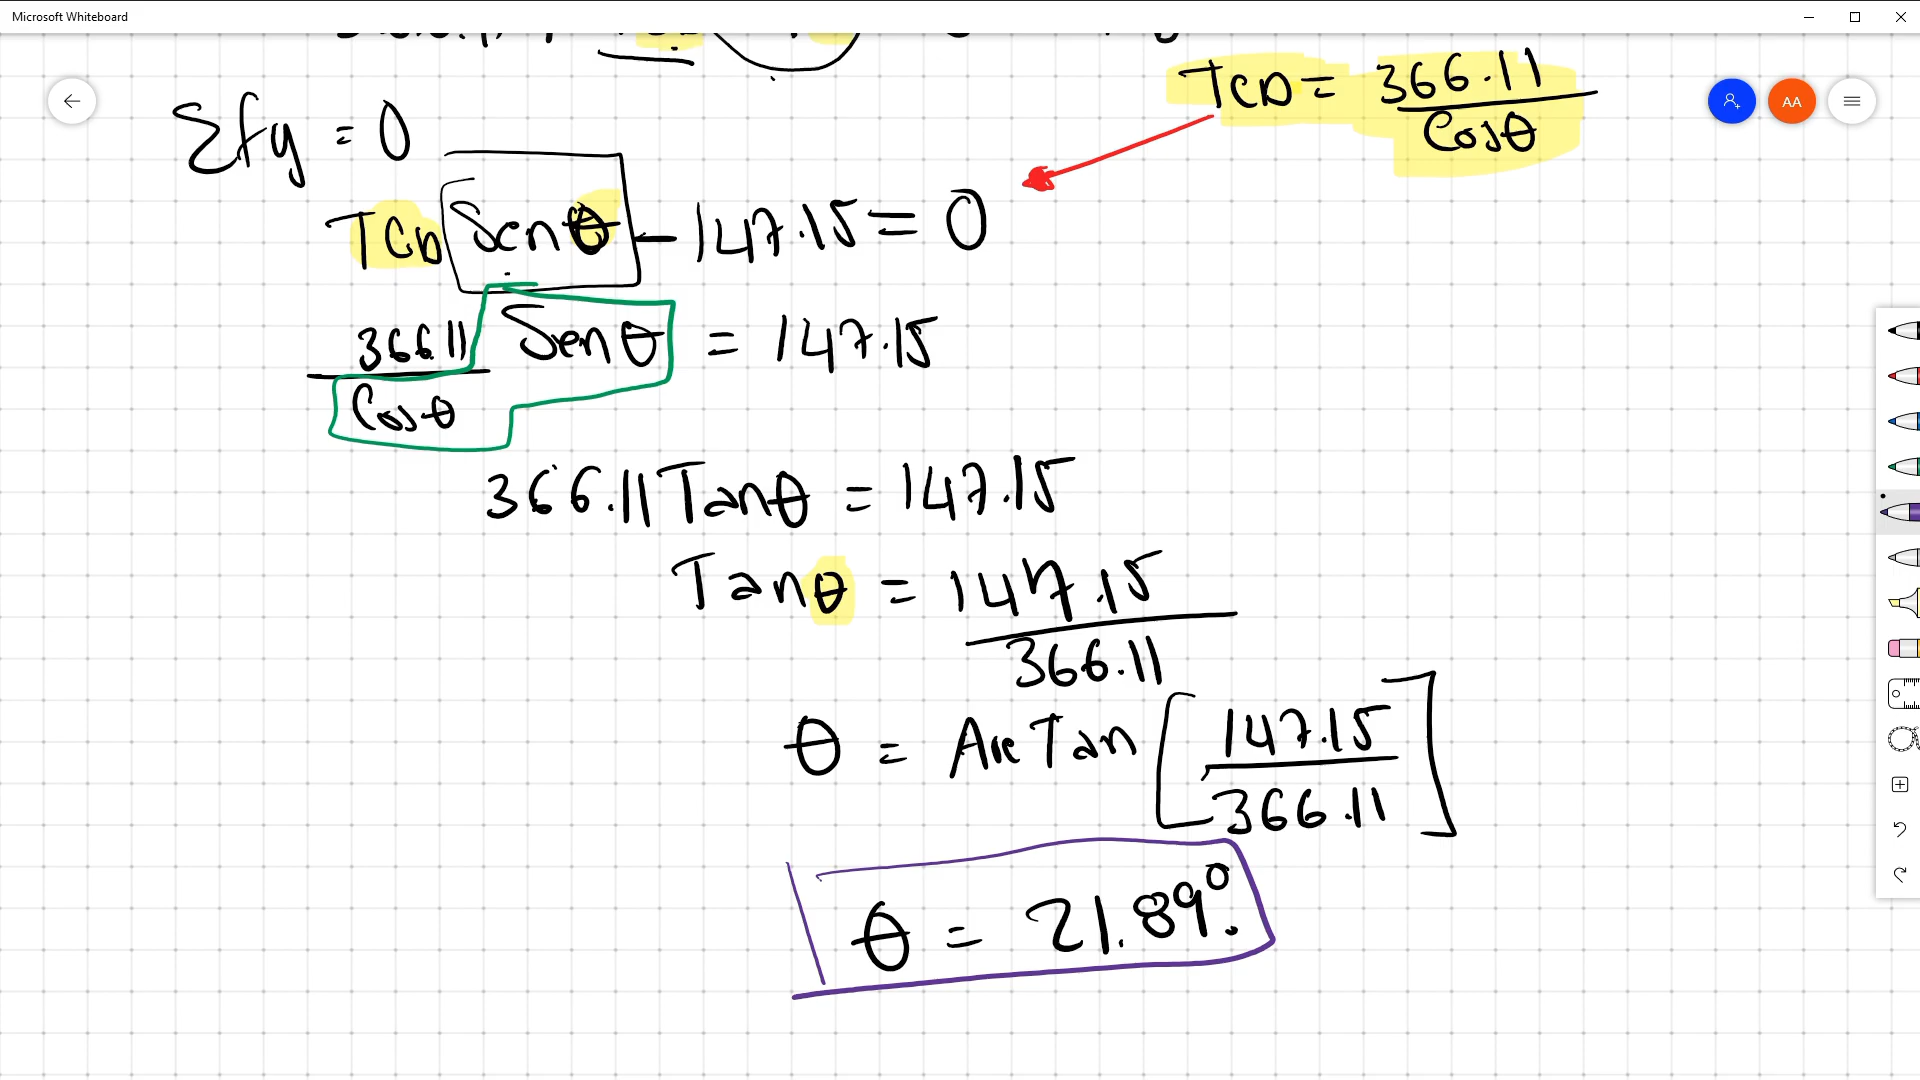 Microsoft Whiteboard
TCD = 366.11
Cosθ
AA
Σfy = 0
TCD Senθ - 147.15 = 0
366.11 Senθ = 147.15
Cosθ
366.11 Tanθ = 147.15
Tanθ = 147.15
366.11
θ = ArcTan [ 147.15
366.11 ]
θ = 21.89°.